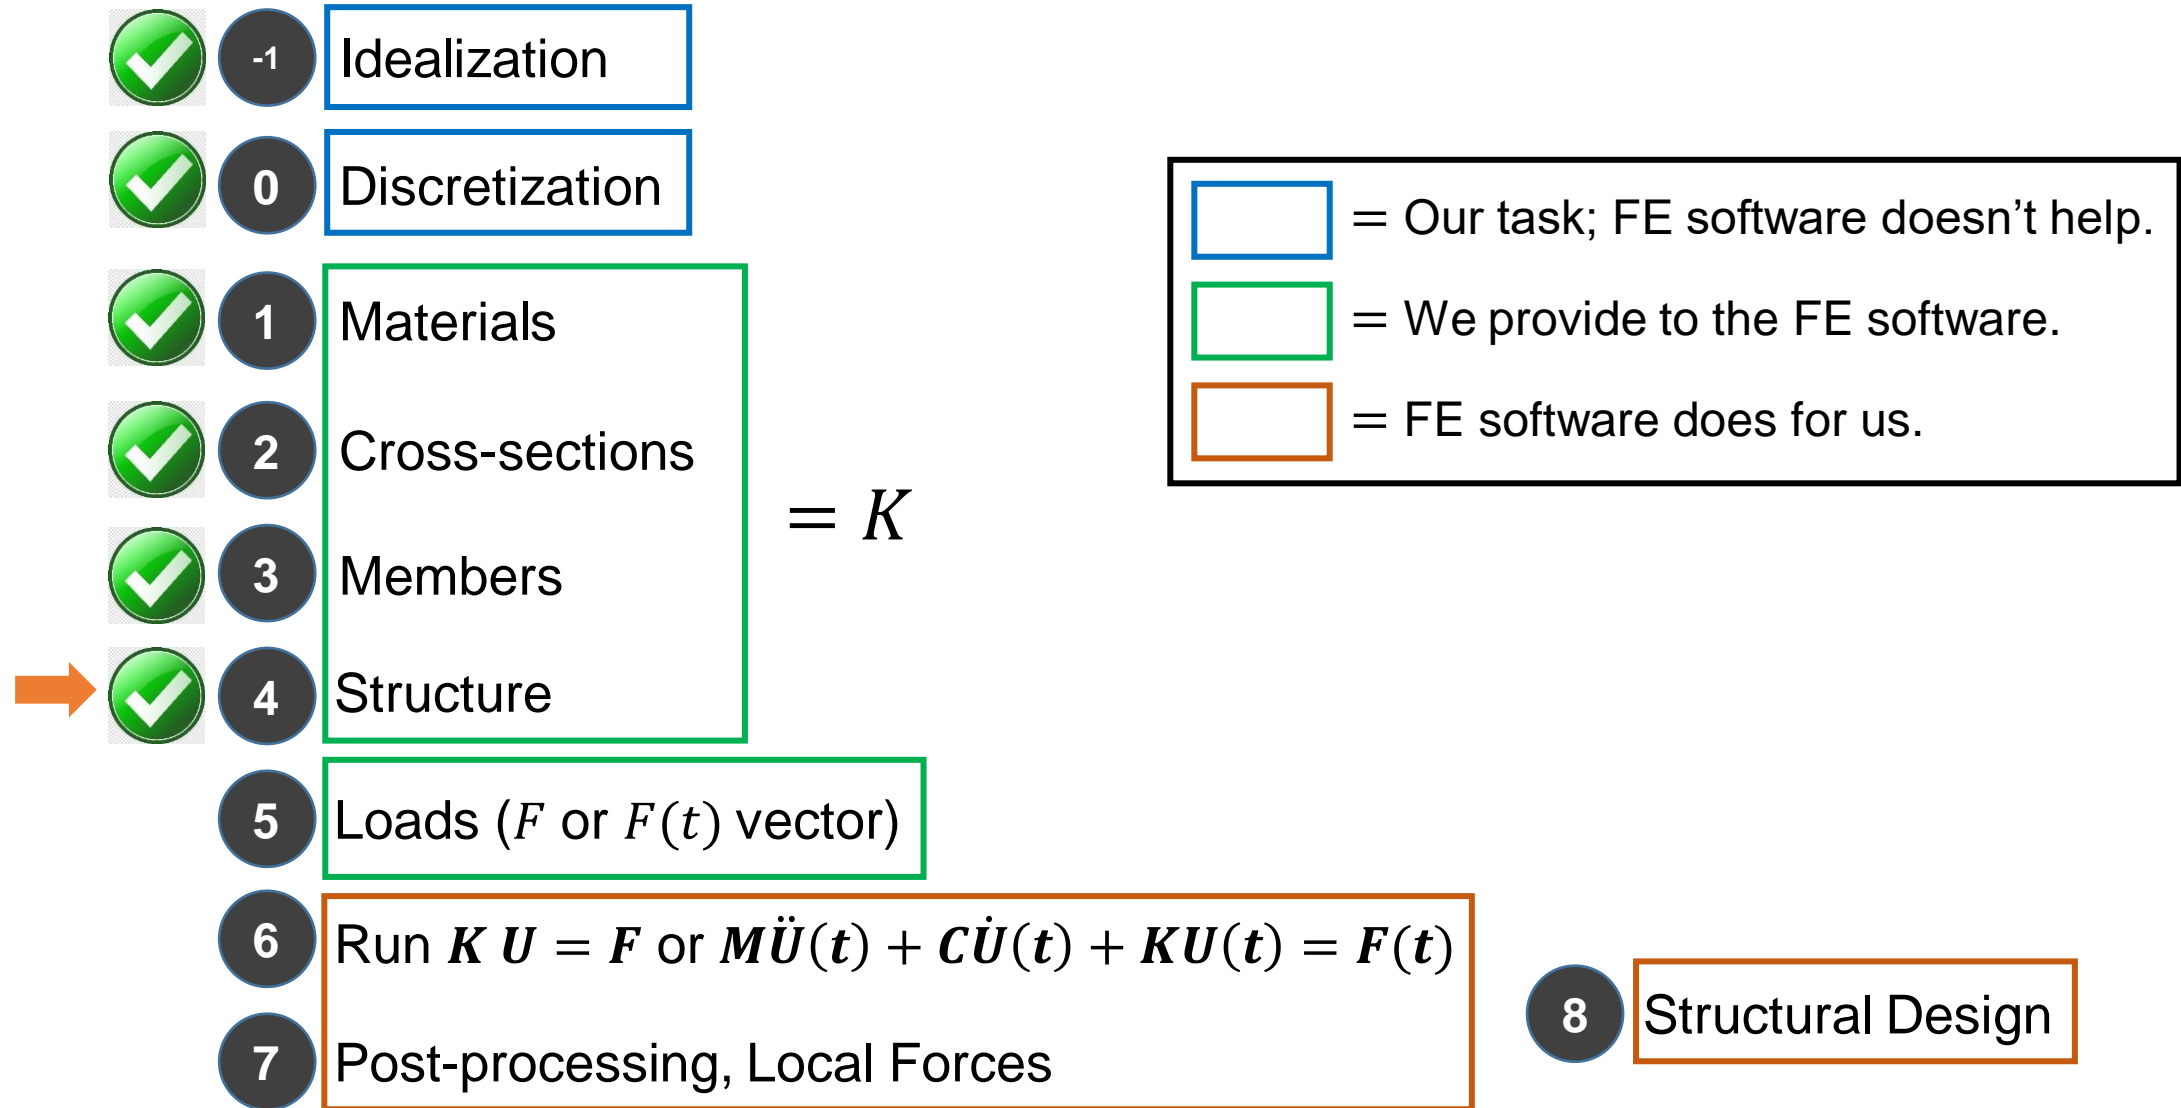 -1 Idealization
0 Discretization
1 Materials
2 Cross-sections
3 Members
4 Structure
= K
5 Loads (F or F(t) vector)
6 Run K U = F or MÜ(t) + CU̇(t) + KU(t) = F(t)
7 Post-processing, Local Forces
8 Structural Design
= Our task; FE software doesn’t help.
= We provide to the FE software.
= FE software does for us.